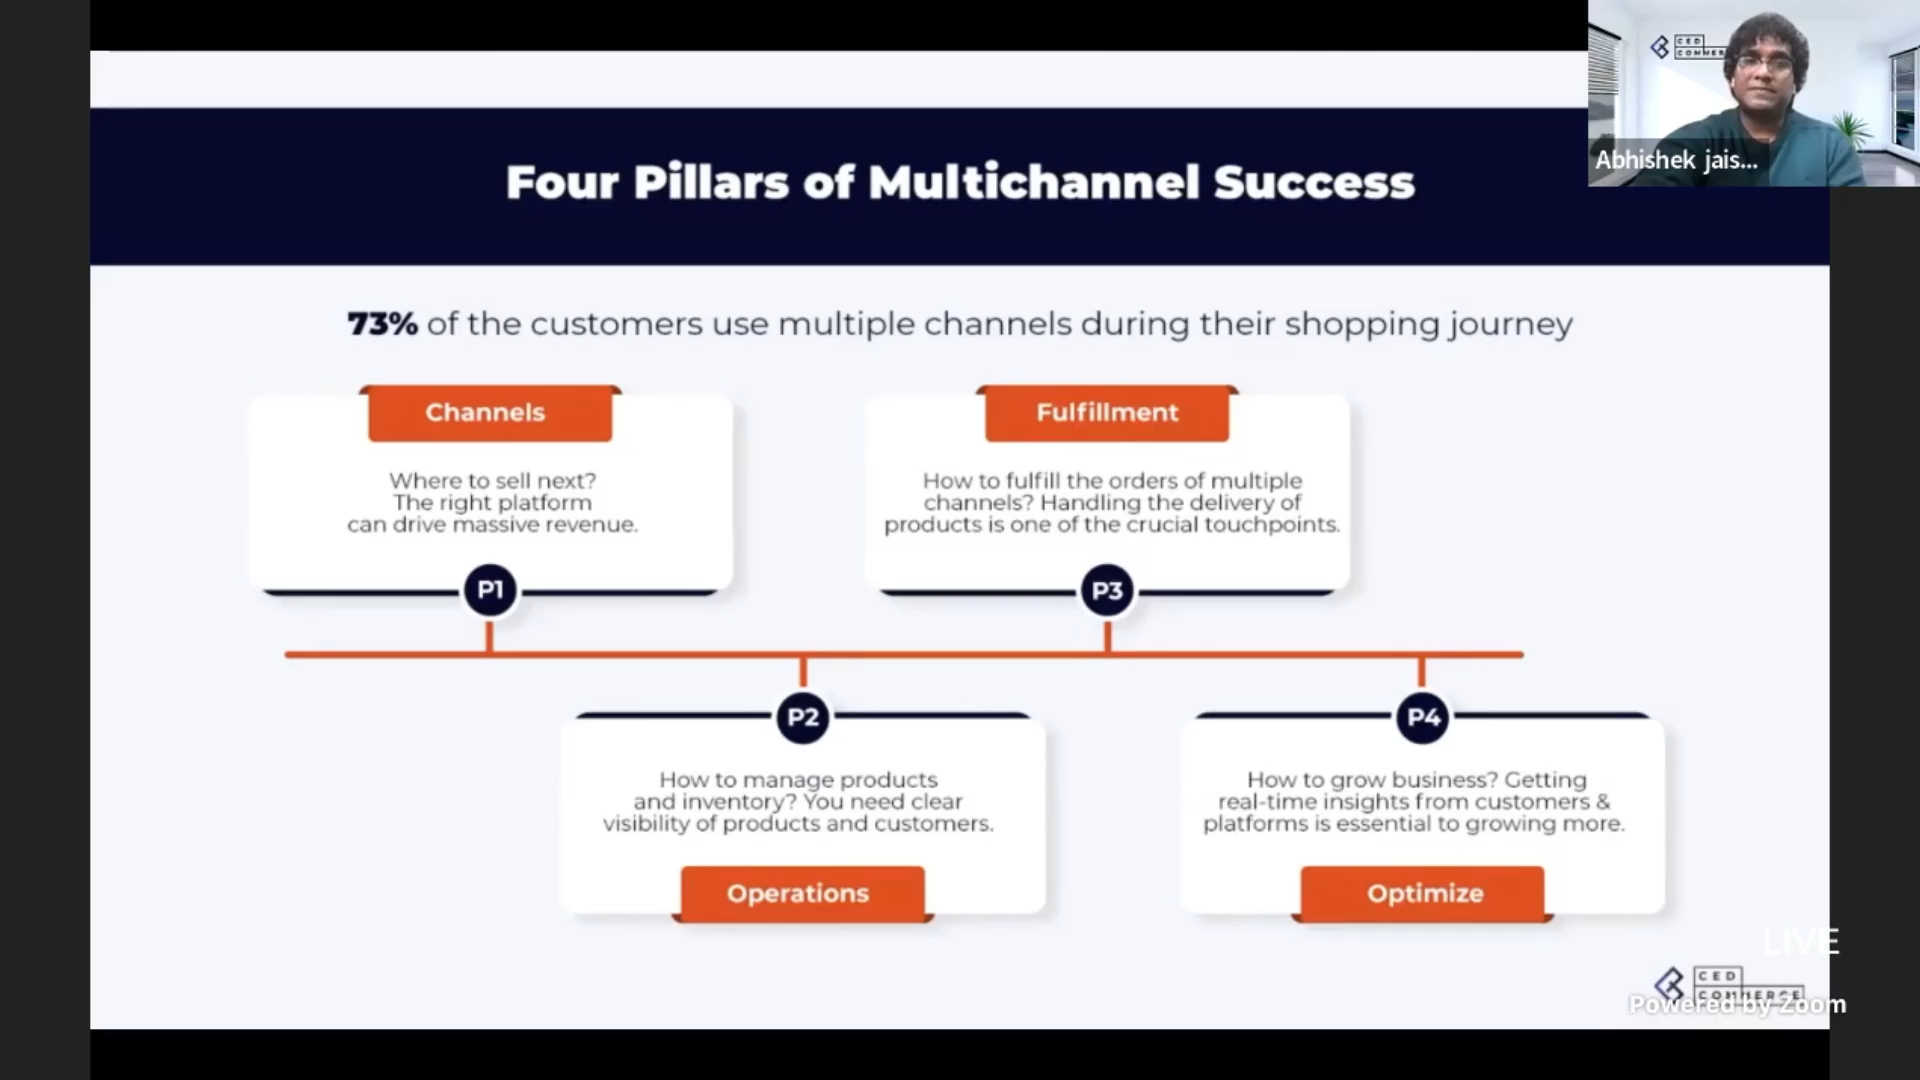 Four Pillars of Multichannel Success
73% of the customers use multiple channels during their shopping journey
Channels
Where to sell next?
The right platform
can drive massive revenue.
P1
How to manage products
and inventory? You need clear
visibility of products and customers.
P2
Operations
Fulfillment
How to fulfill the orders of multiple
channels? Handling the delivery of
products is one of the crucial touchpoints.
P3
How to grow business? Getting
real-time insights from customers &
platforms is essential to growing more.
P4
Optimize
CED
COMMERCE
LIVE
Powered by Zoom
CED
Abhishek jais...